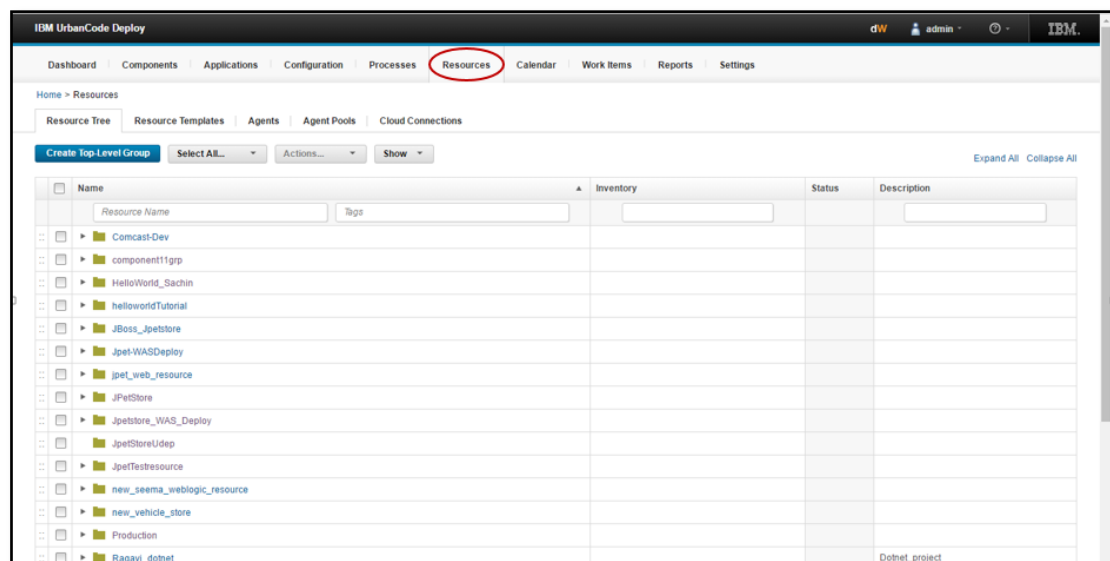 IBM UrbanCode Deploy dW admin IBM.
Dashboard Components Applications Configuration Processes Resources Calendar Work Items Reports Settings
Home > Resources
Resource Tree Resource Templates Agents Agent Pools Cloud Connections
Create Top-Level Group Select All... Actions... Show Expand All Collapse All
Name Inventory Status Description
Resource Name Tags
Comcast-Dev
component11grp
HelloWorld_Sachin
helloworldTutorial
JBoss_Jpetstore
Jpet-WASDeploy
jpet_web_resource
JPetStore
Jpetstore_WAS_Deploy
JpetStoreUdep
JpetTestresource
new_seema_weblogic_resource
new_vehicle_store
Production
Ragavi_dotnet Dotnet_project